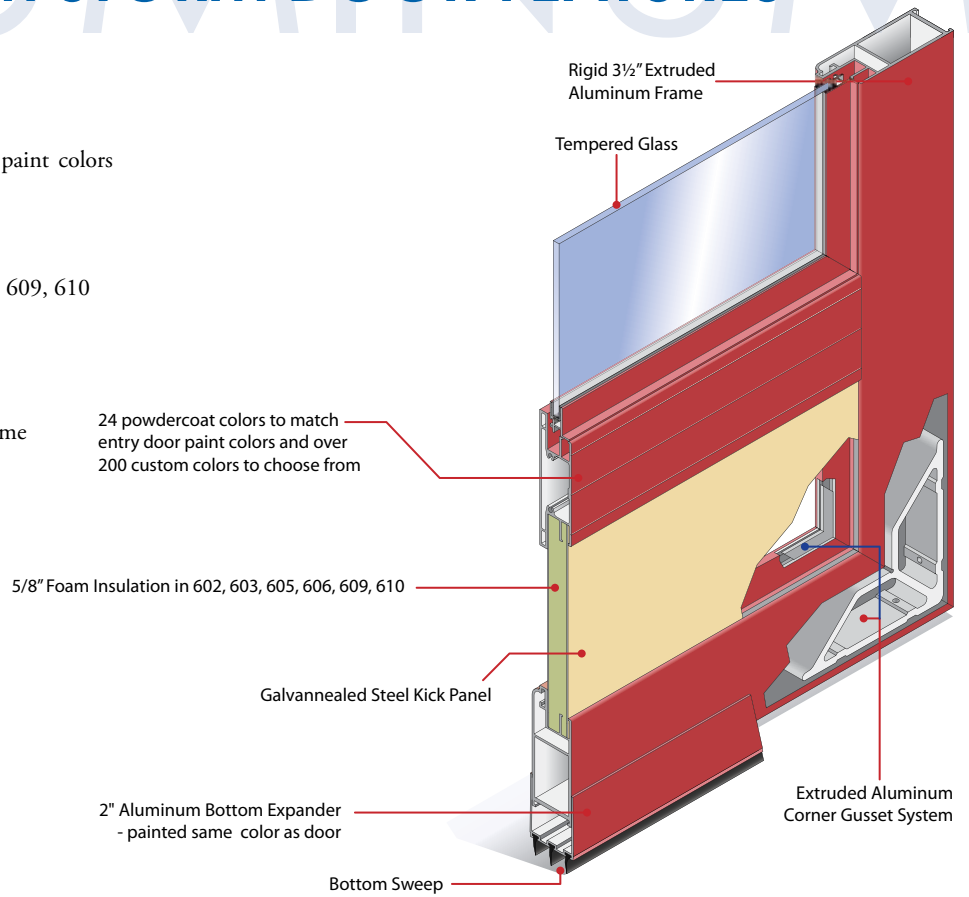 STORM DOOR FEATURES
Rigid 3½" Extruded
Aluminum Frame
Tempered Glass
paint colors
609, 610
24 powdercoat colors to match
entry door paint colors and over
200 custom colors to choose from
5/8" Foam Insulation in 602, 603, 605, 606, 609, 610
Galvannealed Steel Kick Panel
2" Aluminum Bottom Expander
- painted same color as door
Bottom Sweep
Extruded Aluminum
Corner Gusset System